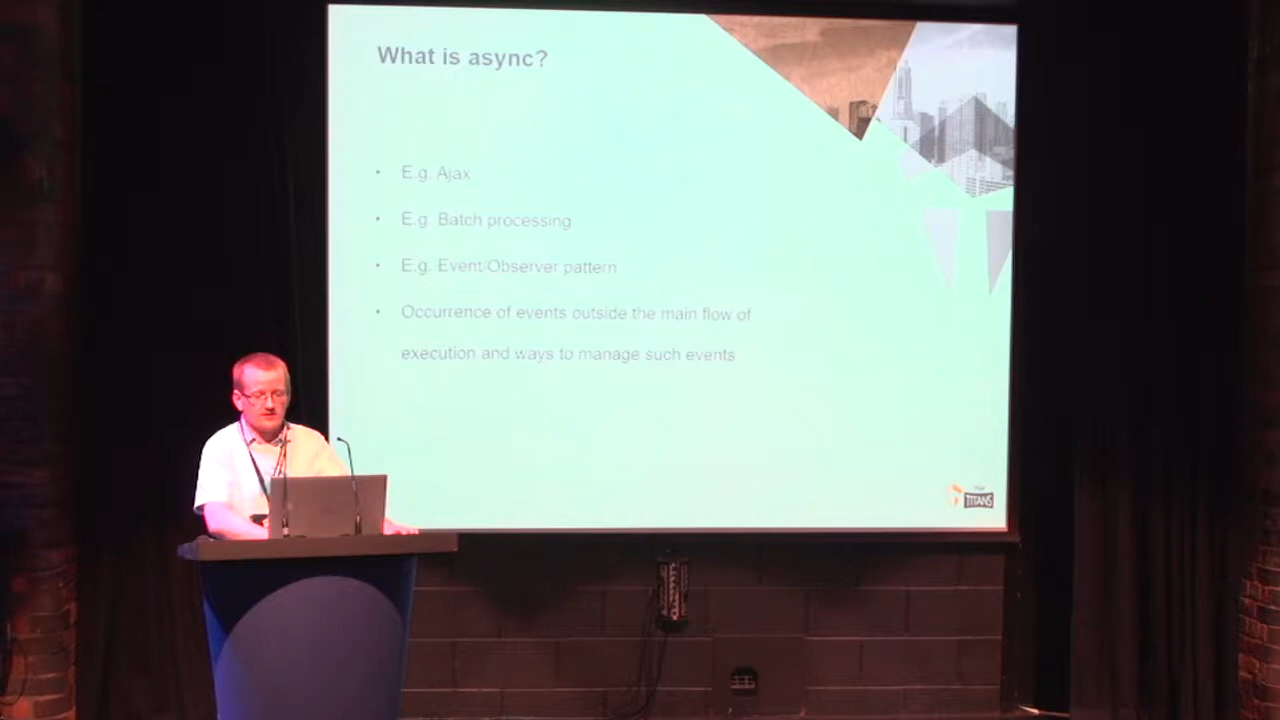 What is async?
• E.g. Ajax
• E.g. Batch processing
• E.g. Event/Observer pattern
• Occurrence of events outside the main flow of
execution and ways to manage such events
TITANS